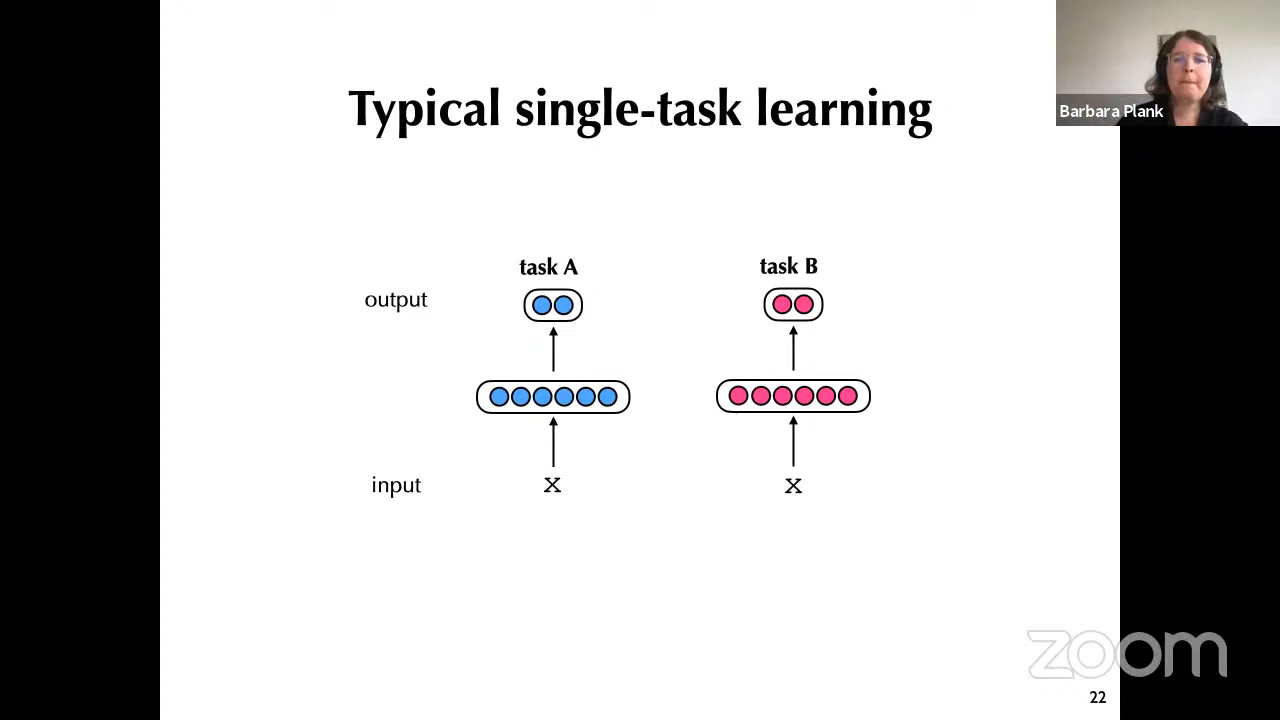 Typical single-task learning
Barbara Plank
task A
task B
output
input
x
x
zoom
22